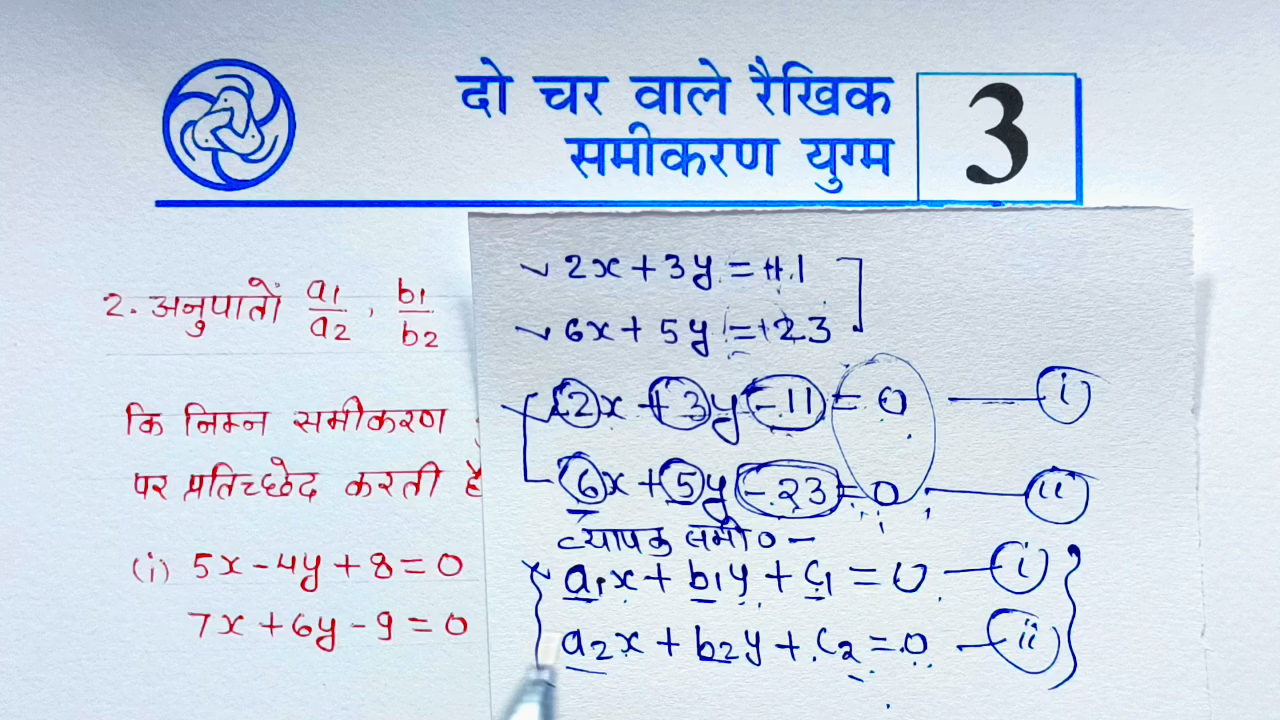 दो चर वाले रैखिक
समीकरण युग्म
3
2. अनुपातों a1/a2, b1/b2
कि निम्न समीकरण
पर प्रतिच्छेद करती है
(i) 5x-4y+8=0
7x+6y-9=0
2x+3y=11
6x+5y=+23
2x+3y-11=0 — (i)
6x+5y-23=0 — (ii)
व्यापक समी० -
a1x+b1y+c1=0 — (i)
a2x+b2y+c2=0 — (ii)